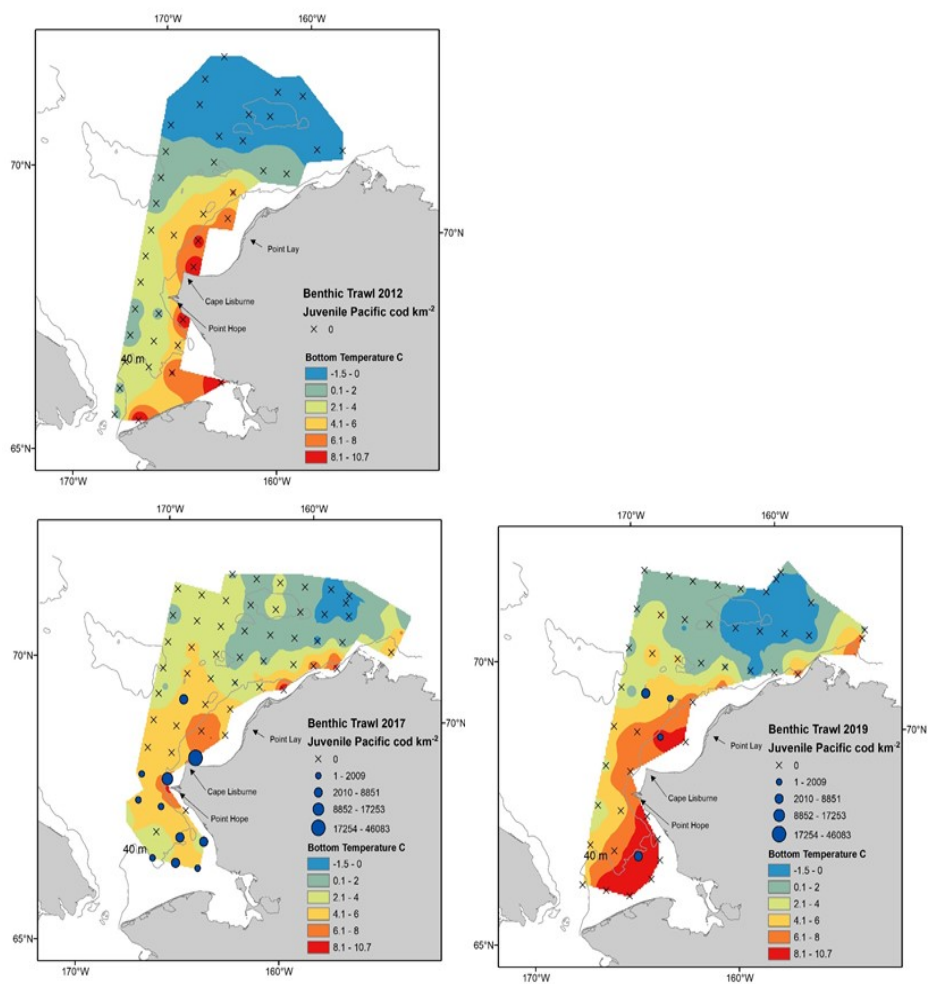 170°W 160°W
70°N
70°N
Point Lay
Cape Lisburne
Point Hope
Benthic Trawl 2012
Juvenile Pacific cod km-2
× 0
40 m
Bottom Temperature C
-1.5 - 0
0.1 - 2
2.1 - 4
4.1 - 6
6.1 - 8
8.1 - 10.7
65°N
170°W 160°W
170°W 160°W
70°N
70°N
Point Lay
Benthic Trawl 2017
Juvenile Pacific cod km-2
× 0
1 - 2009
2010 - 8851
8852 - 17253
17254 - 46083
Cape Lisburne
Point Hope
40 m
Bottom Temperature C
-1.5 - 0
0.1 - 2
2.1 - 4
4.1 - 6
6.1 - 8
8.1 - 10.7
65°N
170°W 160°W
170°W 160°W
70°N
70°N
Point Lay
Benthic Trawl 2019
Juvenile Pacific cod km-2
× 0
1 - 2009
2010 - 8851
8852 - 17253
17254 - 46083
Cape Lisburne
Point Hope
40 m
Bottom Temperature C
-1.5 - 0
0.1 - 2
2.1 - 4
4.1 - 6
6.1 - 8
8.1 - 10.7
65°N
170°W 160°W